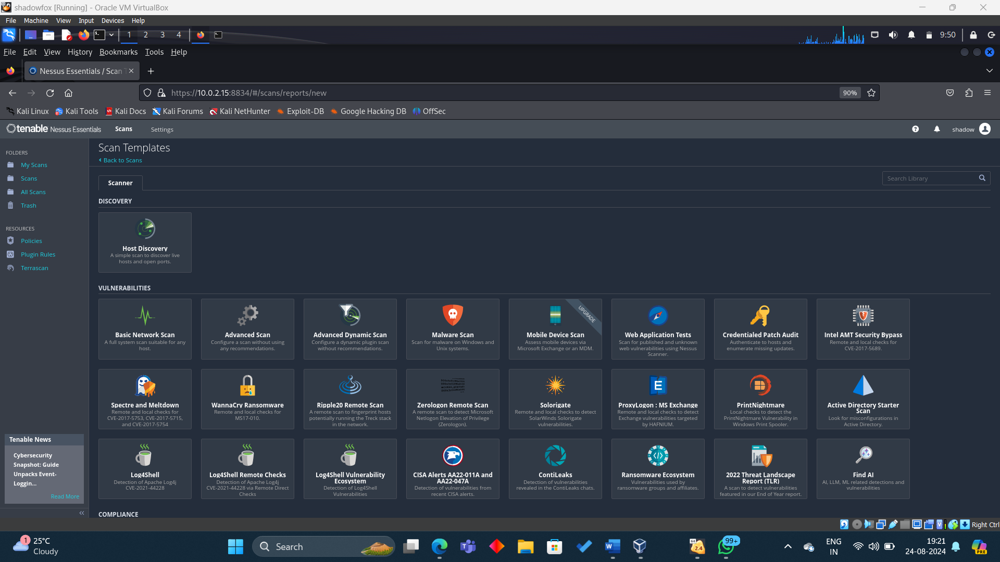 shadowfox [Running] - Oracle VM VirtualBox
File Machine View Input Devices Help
1 2 3 4
9:50
File Edit View History Bookmarks Tools Help
Nessus Essentials / Scan T
https://10.0.2.15:8834/#/scans/reports/new
90%
Kali Linux Kali Tools Kali Docs Kali Forums Kali NetHunter Exploit-DB Google Hacking DB OffSec
tenable Nessus Essentials Scans Settings
shadow
FOLDERS
My Scans
Scans
All Scans
Trash
RESOURCES
Policies
Plugin Rules
Terrascan
Tenable News
Cybersecurity
Snapshot: Guide
Unpacks Event-
Loggin...
Read More
Scan Templates
Back to Scans
Scanner
Search Library
DISCOVERY
Host Discovery
A simple scan to discover live
hosts and open ports.
VULNERABILITIES
Basic Network Scan
A full system scan suitable for any
host.
Advanced Scan
Configure a scan without using
any recommendations.
Advanced Dynamic Scan
Configure a dynamic plugin scan
without recommendations.
Malware Scan
Scan for malware on Windows and
Unix systems.
UPGRADE
Mobile Device Scan
Assess mobile devices via
Microsoft Exchange or an MDM.
Web Application Tests
Scan for published and unknown
web vulnerabilities using Nessus
Scanner.
Credentialed Patch Audit
Authenticate to hosts and
enumerate missing updates.
Intel AMT Security Bypass
Remote and local checks for
CVE-2017-5689.
Spectre and Meltdown
Remote and local checks for
CVE-2017-5753, CVE-2017-5715,
and CVE-2017-5754
WannaCry Ransomware
Remote and local checks for
MS17-010.
Ripple20 Remote Scan
A remote scan to fingerprint hosts
potentially running the Treck stack
in the network.
Zerologon Remote Scan
A remote scan to detect Microsoft
Netlogon Elevation of Privilege
(Zerologon).
Solorigate
Remote and local checks to detect
SolarWinds Solorigate
vulnerabilities.
E
ProxyLogon : MS Exchange
Remote and local checks to detect
Exchange vulnerabilities targeted
by HAFNIUM.
PrintNightmare
Local checks to detect the
PrintNightmare Vulnerability in
Windows Print Spooler.
Active Directory Starter
Scan
Look for misconfigurations in
Active Directory.
Log4Shell
Detection of Apache Log4j
CVE-2021-44228
Log4Shell Remote Checks
Detection of Apache Log4j
CVE-2021-44228 via Remote Direct
Checks
Log4Shell Vulnerability
Ecosystem
Detection of Log4Shell
Vulnerabilities
CISA Alerts AA22-011A and
AA22-047A
Detection of vulnerabilities from
recent CISA alerts.
ContiLeaks
Detection of vulnerabilities
revealed in the ContiLeaks chats.
Ransomware Ecosystem
Vulnerabilities used by
ransomware groups and affiliates.
2022 Threat Landscape
Report (TLR)
A scan to detect vulnerabilities
featured in our End of Year report.
Find AI
AI, LLM, ML related detections and
vulnerabilities
COMPLIANCE
Right Ctrl
1
25°C
Cloudy
Search
64
2.4
99+
ENG
IN
19:21
24-08-2024
PRE